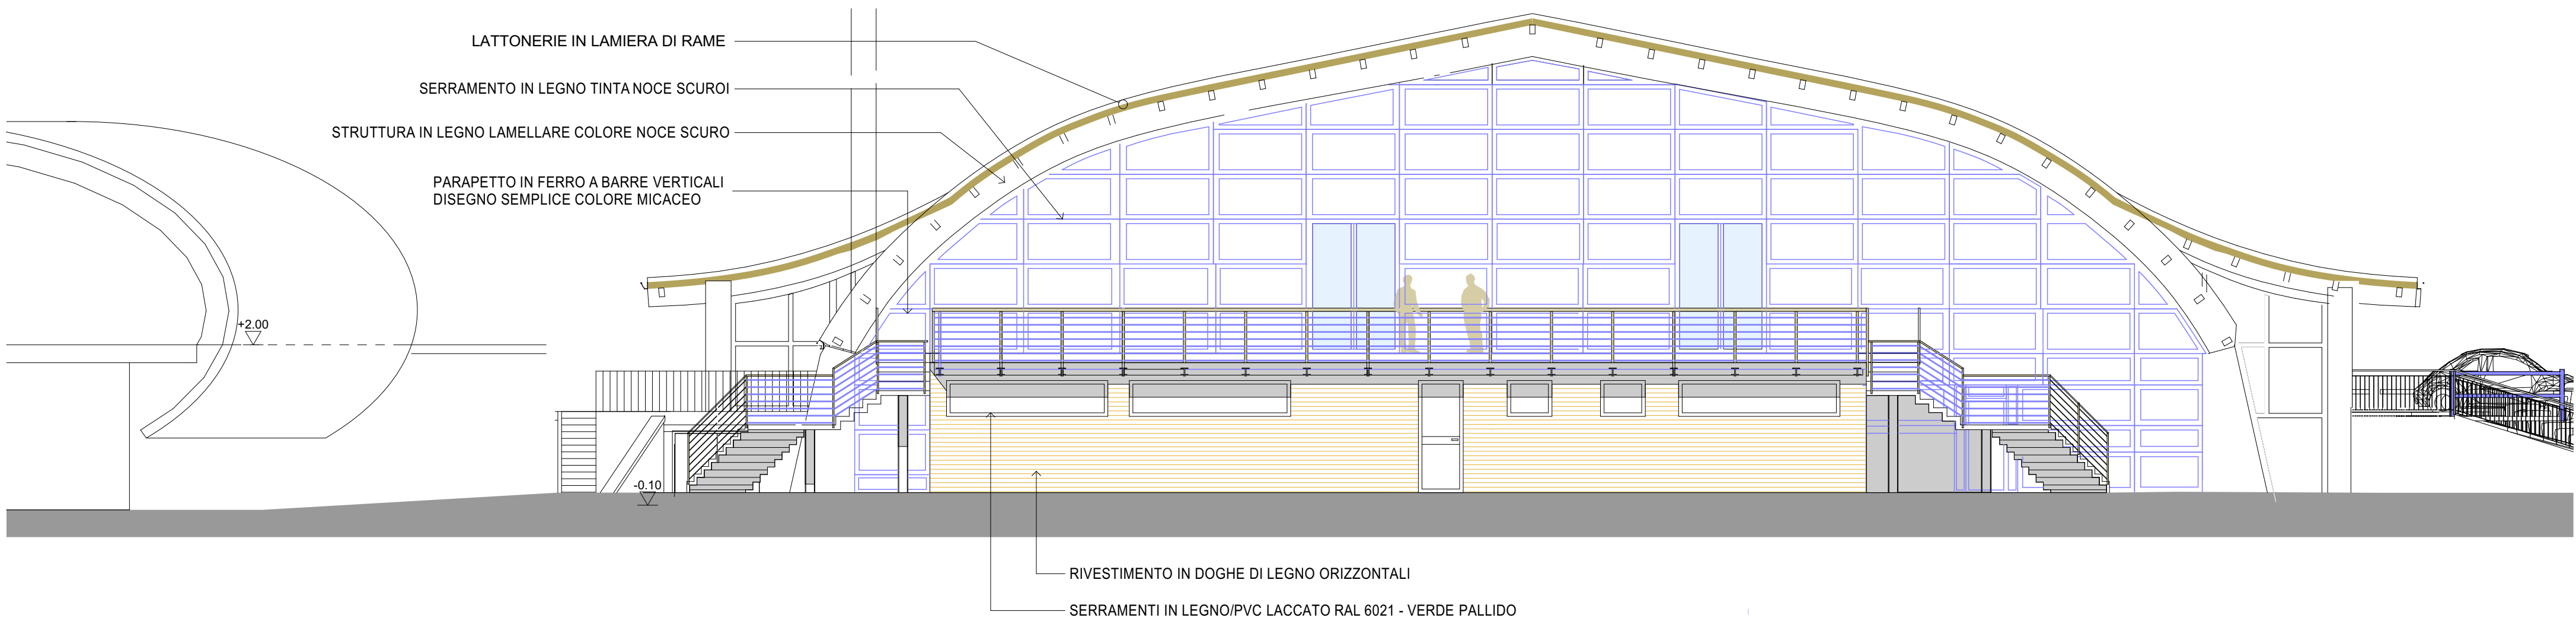 LATTONERIE IN LAMIERA DI RAME
SERRAMENTO IN LEGNO TINTA NOCE SCUROI
STRUTTURA IN LEGNO LAMELLARE COLORE NOCE SCURO
PARAPETTO IN FERRO A BARRE VERTICALI
DISEGNO SEMPLICE COLORE MICACEO
+2.00
-0.10
RIVESTIMENTO IN DOGHE DI LEGNO ORIZZONTALI
SERRAMENTI IN LEGNO/PVC LACCATO RAL 6021 - VERDE PALLIDO